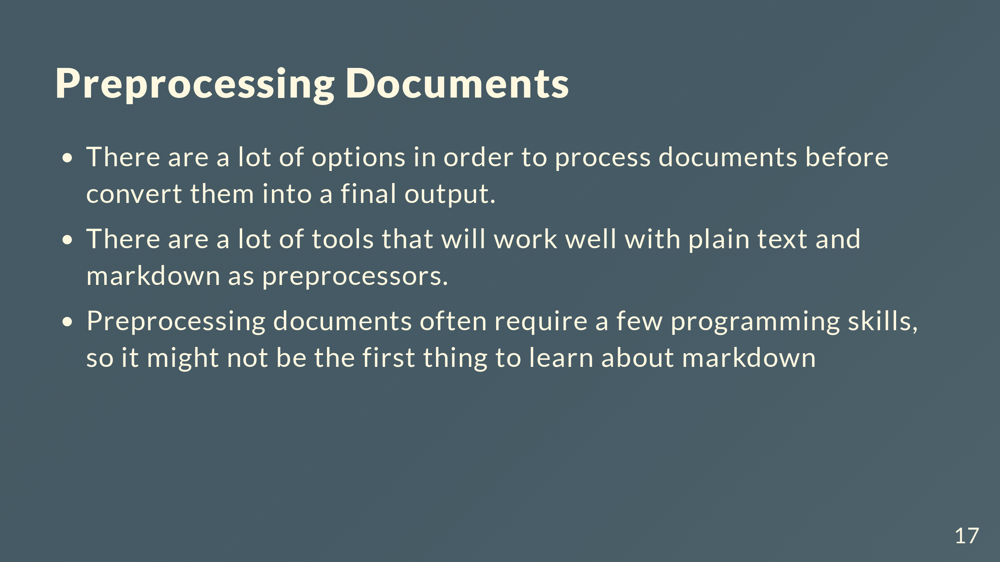 Preprocessing Documents
• There are a lot of options in order to process documents before
convert them into a final output.
• There are a lot of tools that will work well with plain text and
markdown as preprocessors.
• Preprocessing documents often require a few programming skills,
so it might not be the first thing to learn about markdown
17